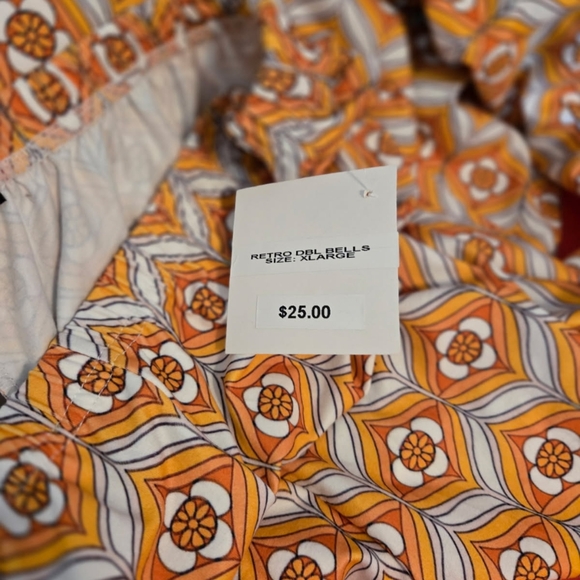 RETRO DBL BELLS
SIZE: XLARGE
$25.00